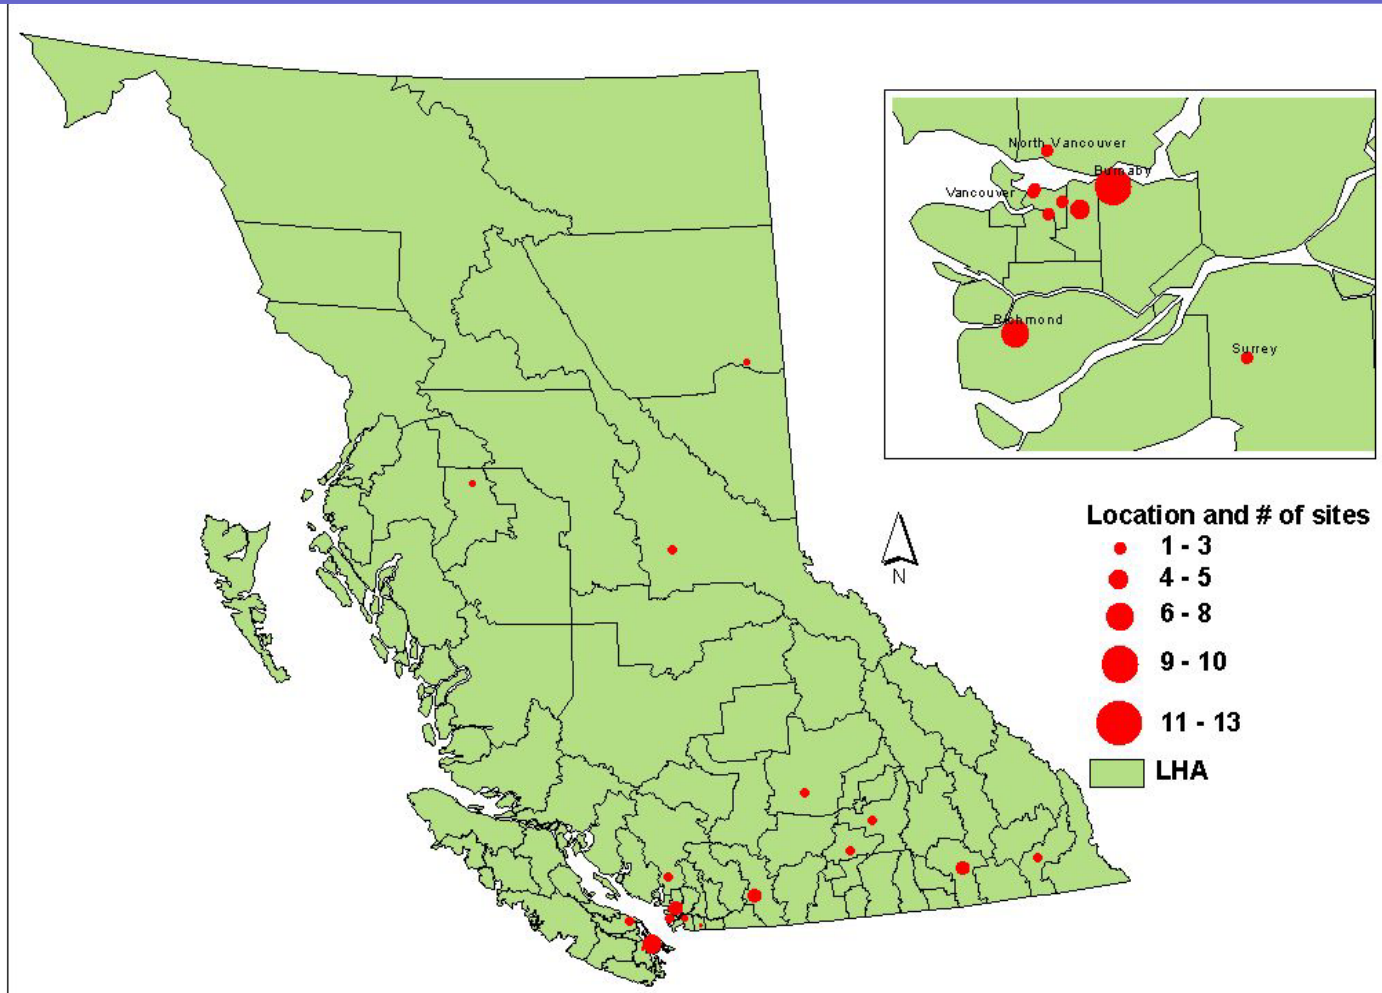 North Vancouver
Burnaby
Vancouver
Richmond
Surrey
Location and # of sites
1 - 3
4 - 5
6 - 8
9 - 10
11 - 13
LHA
N